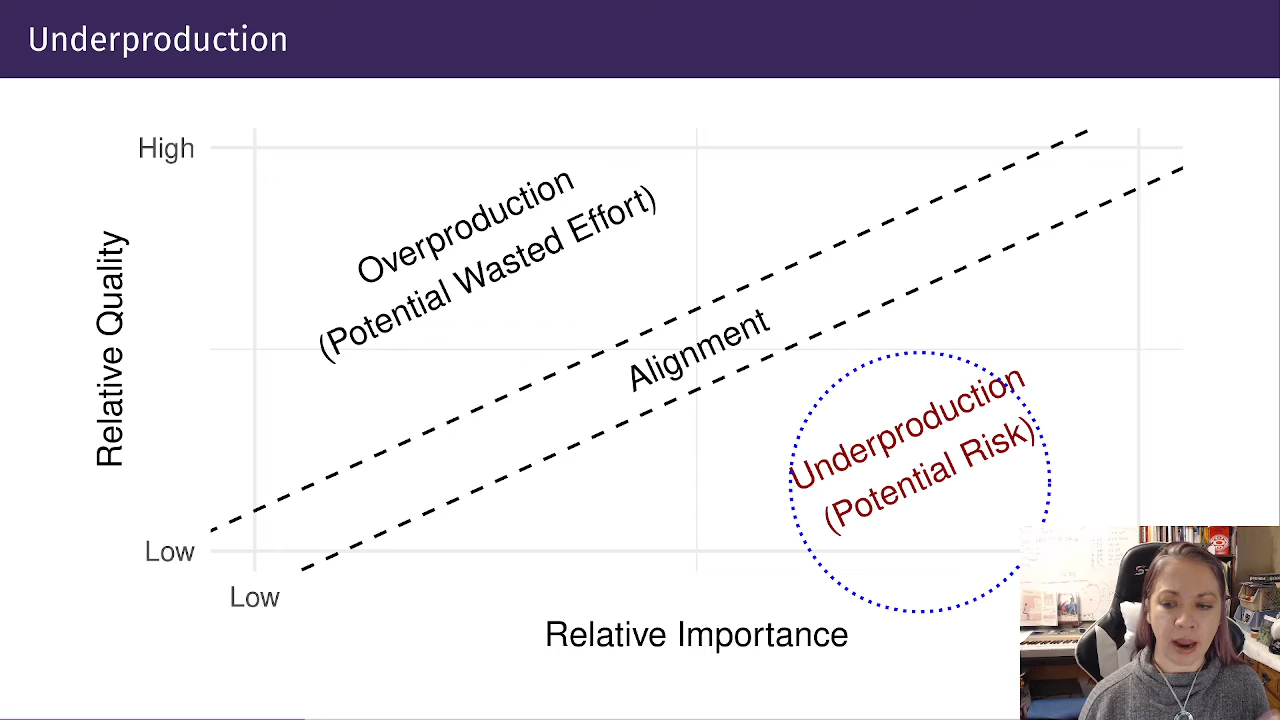 Underproduction
High
Overproduction
(Potential Wasted Effort)
Relative Quality
Alignment
Underproduction
(Potential Risk)
Low
Low
Relative Importance